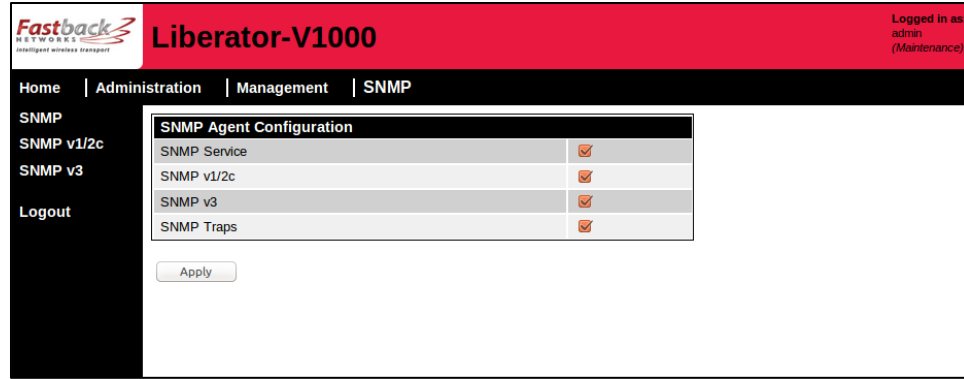 Fastback
NETWORKS
intelligent wireless transport
Liberator-V1000
Logged in as
admin
(Maintenance)
Home Administration Management SNMP
SNMP
SNMP v1/2c
SNMP v3
Logout
SNMP Agent Configuration
SNMP Service
SNMP v1/2c
SNMP v3
SNMP Traps
Apply